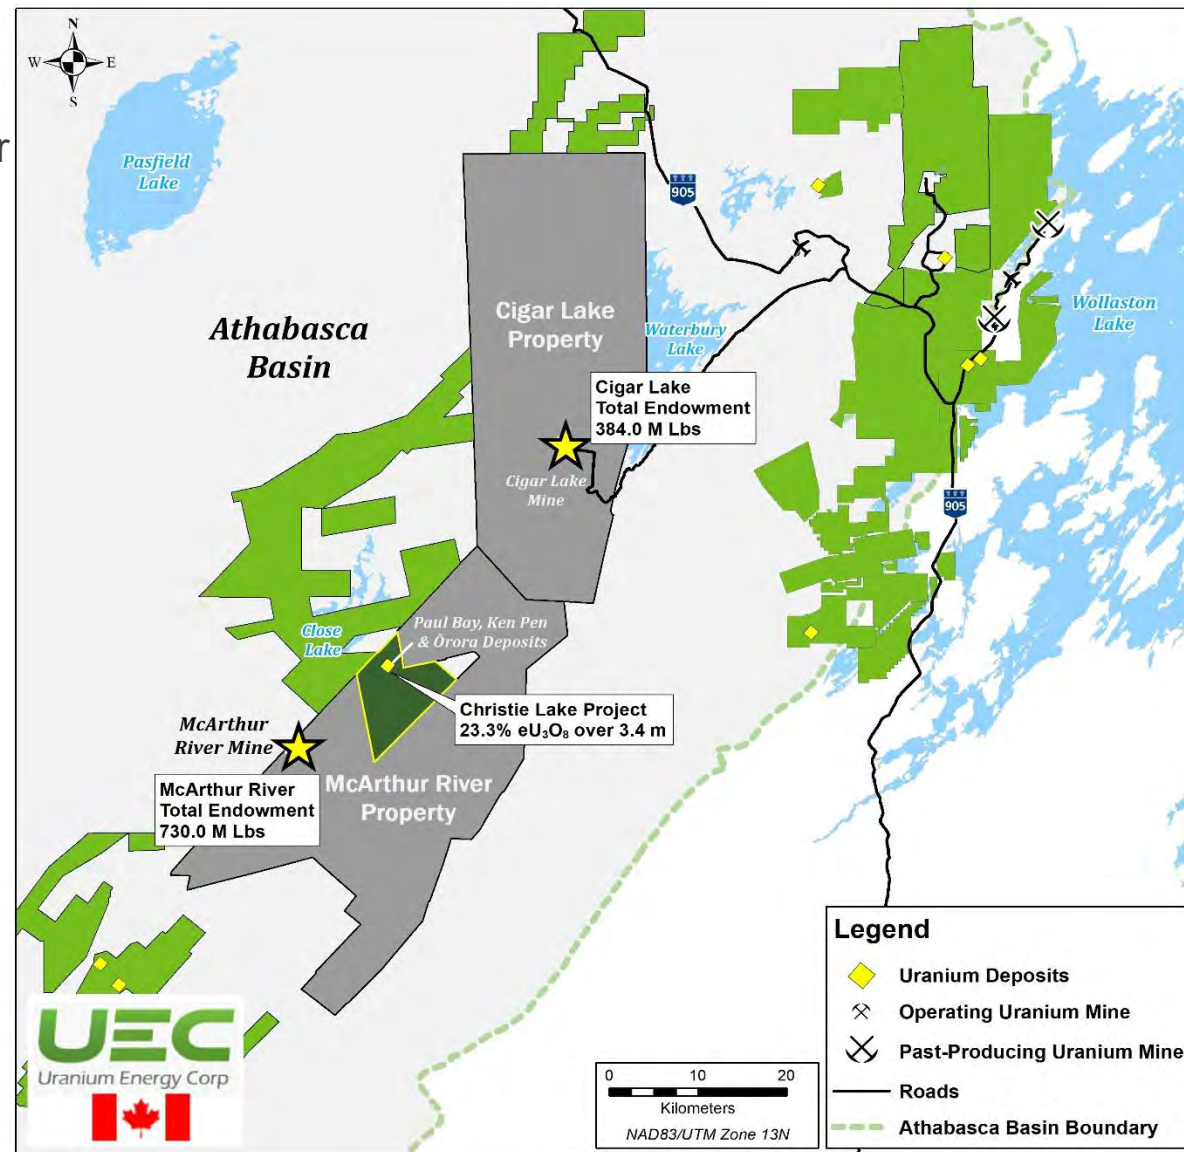 N
W
E
S
r
Pasfield
Lake
905
Athabasca
Basin
Cigar Lake
Property
Waterbury
Lake
Wollaston
Lake
Cigar Lake
Total Endowment
384.0 M Lbs
Cigar Lake
Mine
905
Close
Lake
Paul Bay, Ken Pen
& Ōrora Deposits
Christie Lake Project
23.3% eU₃O₈ over 3.4 m
McArthur
River Mine
McArthur River
Total Endowment
730.0 M Lbs
McArthur River
Property
UEC
Uranium Energy Corp
0 10 20
Kilometers
NAD83/UTM Zone 13N
Legend
Uranium Deposits
Operating Uranium Mine
Past-Producing Uranium Mine
Roads
Athabasca Basin Boundary